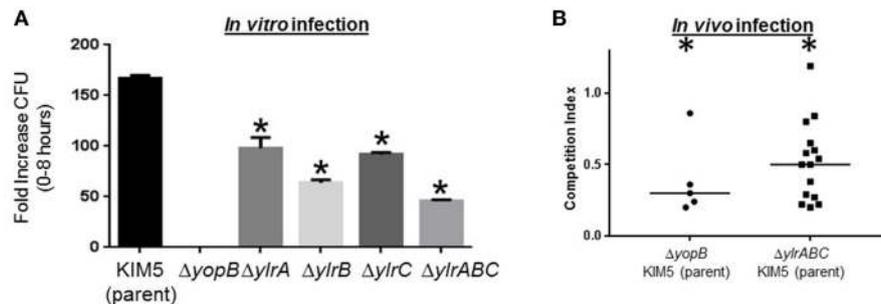 A
In vitro infection
Fold Increase CFU
(0-8 hours)
200
150
100
50
0
*
*
*
*
KIM5
(parent)
ΔyopB
ΔylrA
ΔylrB
ΔylrC
ΔylrABC
B
In vivo infection
*
*
Competition Index
1.0
0.5
0.0
ΔyopB
KIM5 (parent)
ΔylrABC
KIM5 (parent)